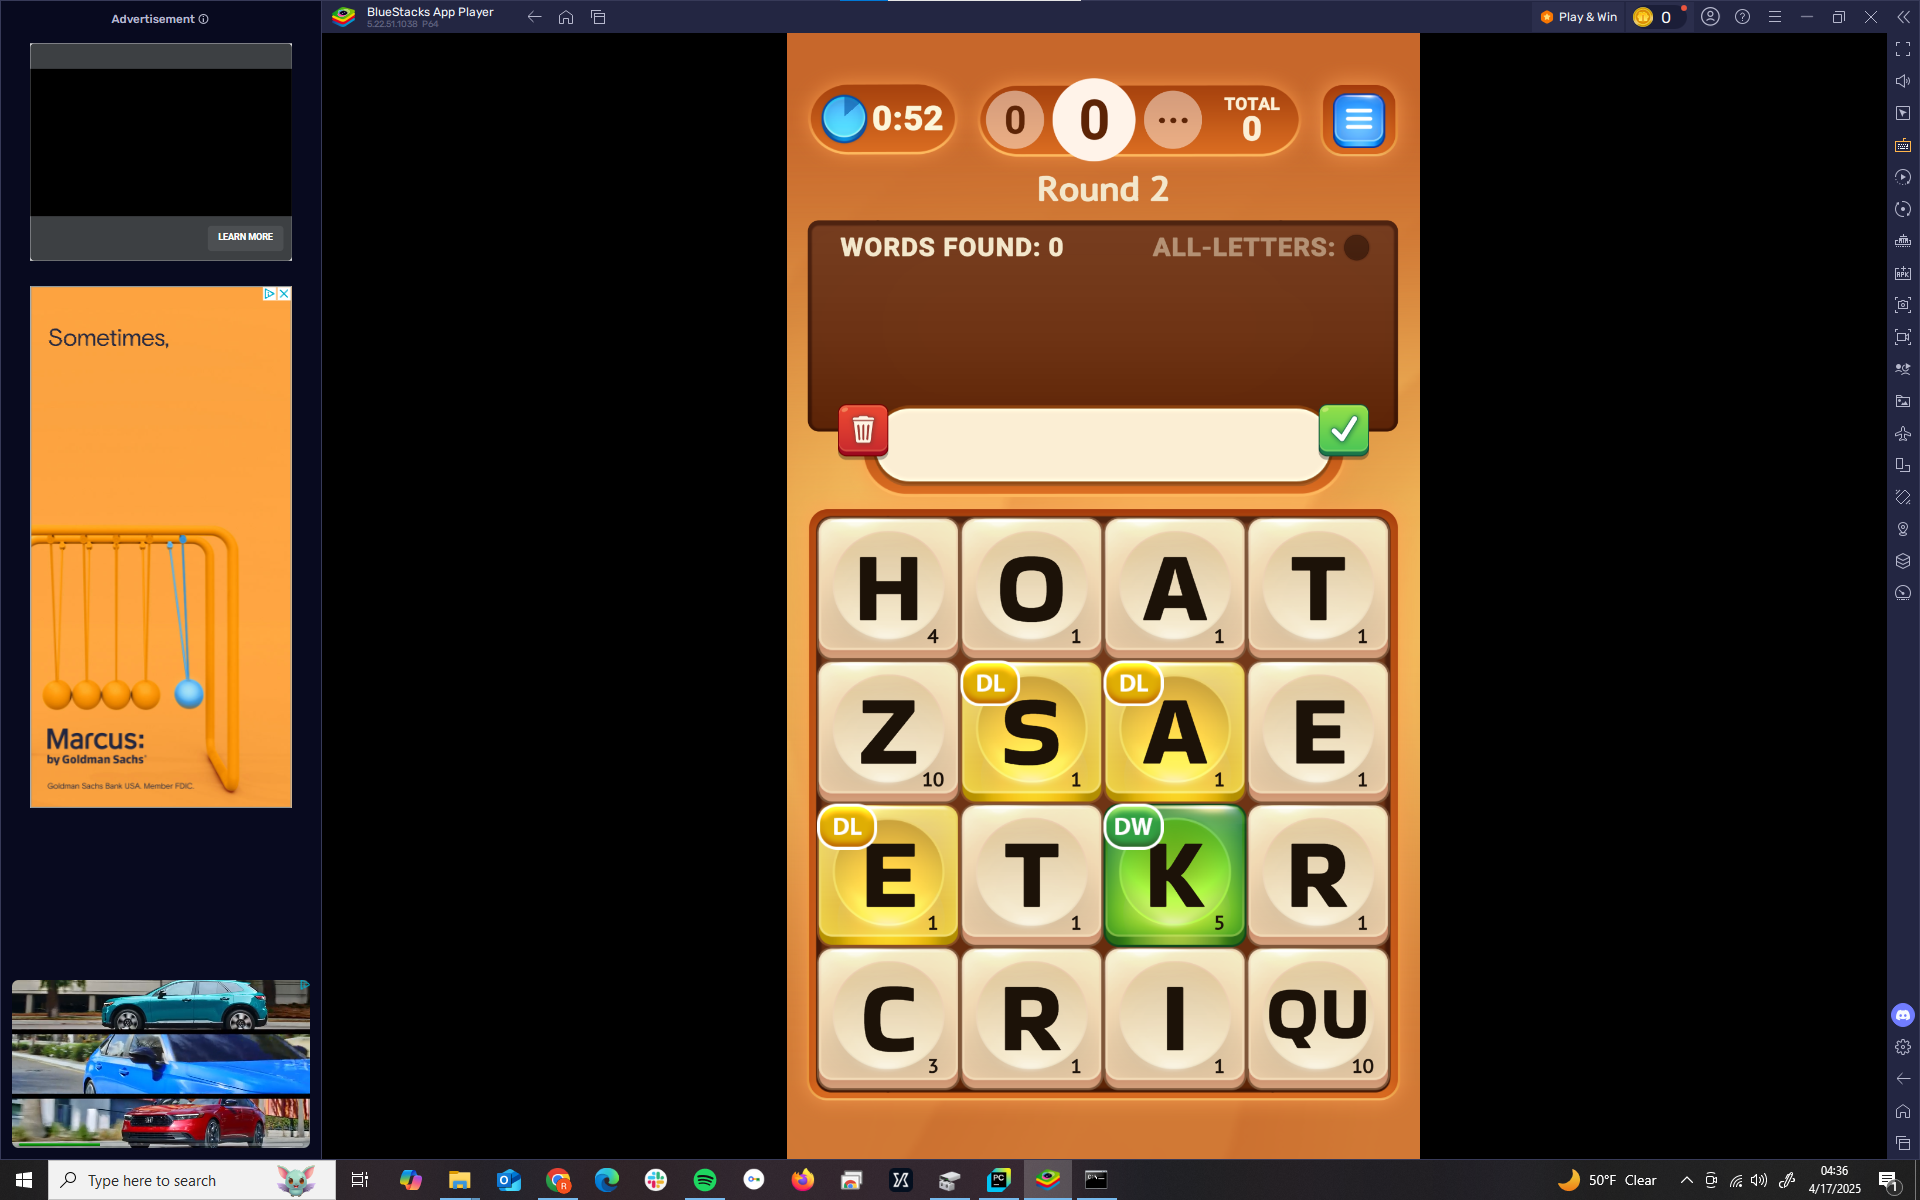 Advertisement
BlueStacks App Player
5.22.51.1038 P64
Play & Win
0
LEARN MORE
Sometimes,
Marcus:
by Goldman Sachs
Goldman Sachs Bank USA. Member FDIC.
0:52
0
0
...
TOTAL
0
Round 2
WORDS FOUND: 0
ALL-LETTERS:
H 4
O 1
A 1
T 1
Z 10
DL S 1
DL A 1
E 1
DL E 1
T 1
DW K 5
R 1
C 3
R 1
I 1
QU 10
Type here to search
50°F Clear
04:36
4/17/2025
1